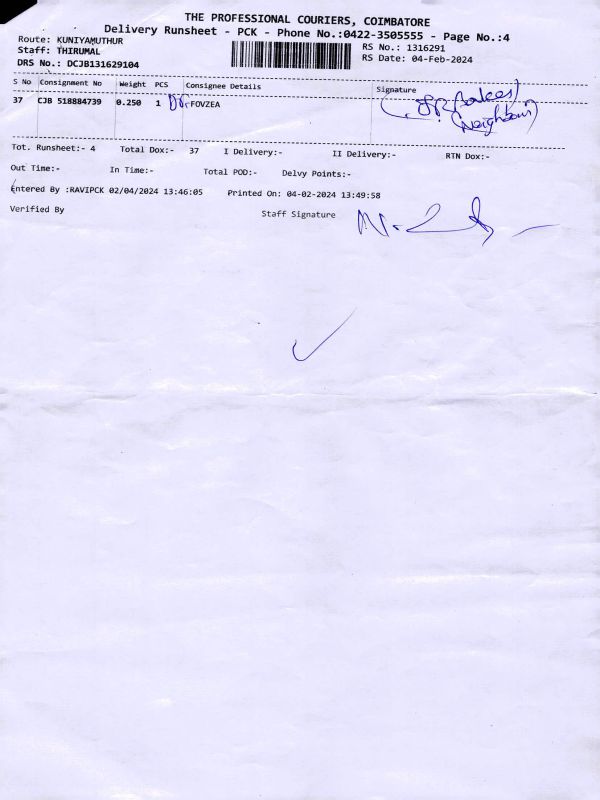 THE PROFESSIONAL COURIERS, COIMBATORE
Delivery Runsheet - PCK - Phone No.:0422-3505555 - Page No.:4
Route: KUNIYAMUTHUR
Staff: THIRUMAL
DRS No.: DCJB131629104
RS No.: 1316291
RS Date: 04-Feb-2024
S No Consignment No Weight PCS Consignee Details Signature
37 CJB 518884739 0.250 1 Dr.FOVZEA
(Neighbour)
Tot. Runsheet:- 4 Total Dox:- 37 I Delivery:- II Delivery:- RTN Dox:-
Out Time:- In Time:- Total POD:- Delvy Points:-
Entered By :RAVIPCK 02/04/2024 13:46:05 Printed On: 04-02-2024 13:49:58
Verified By Staff Signature